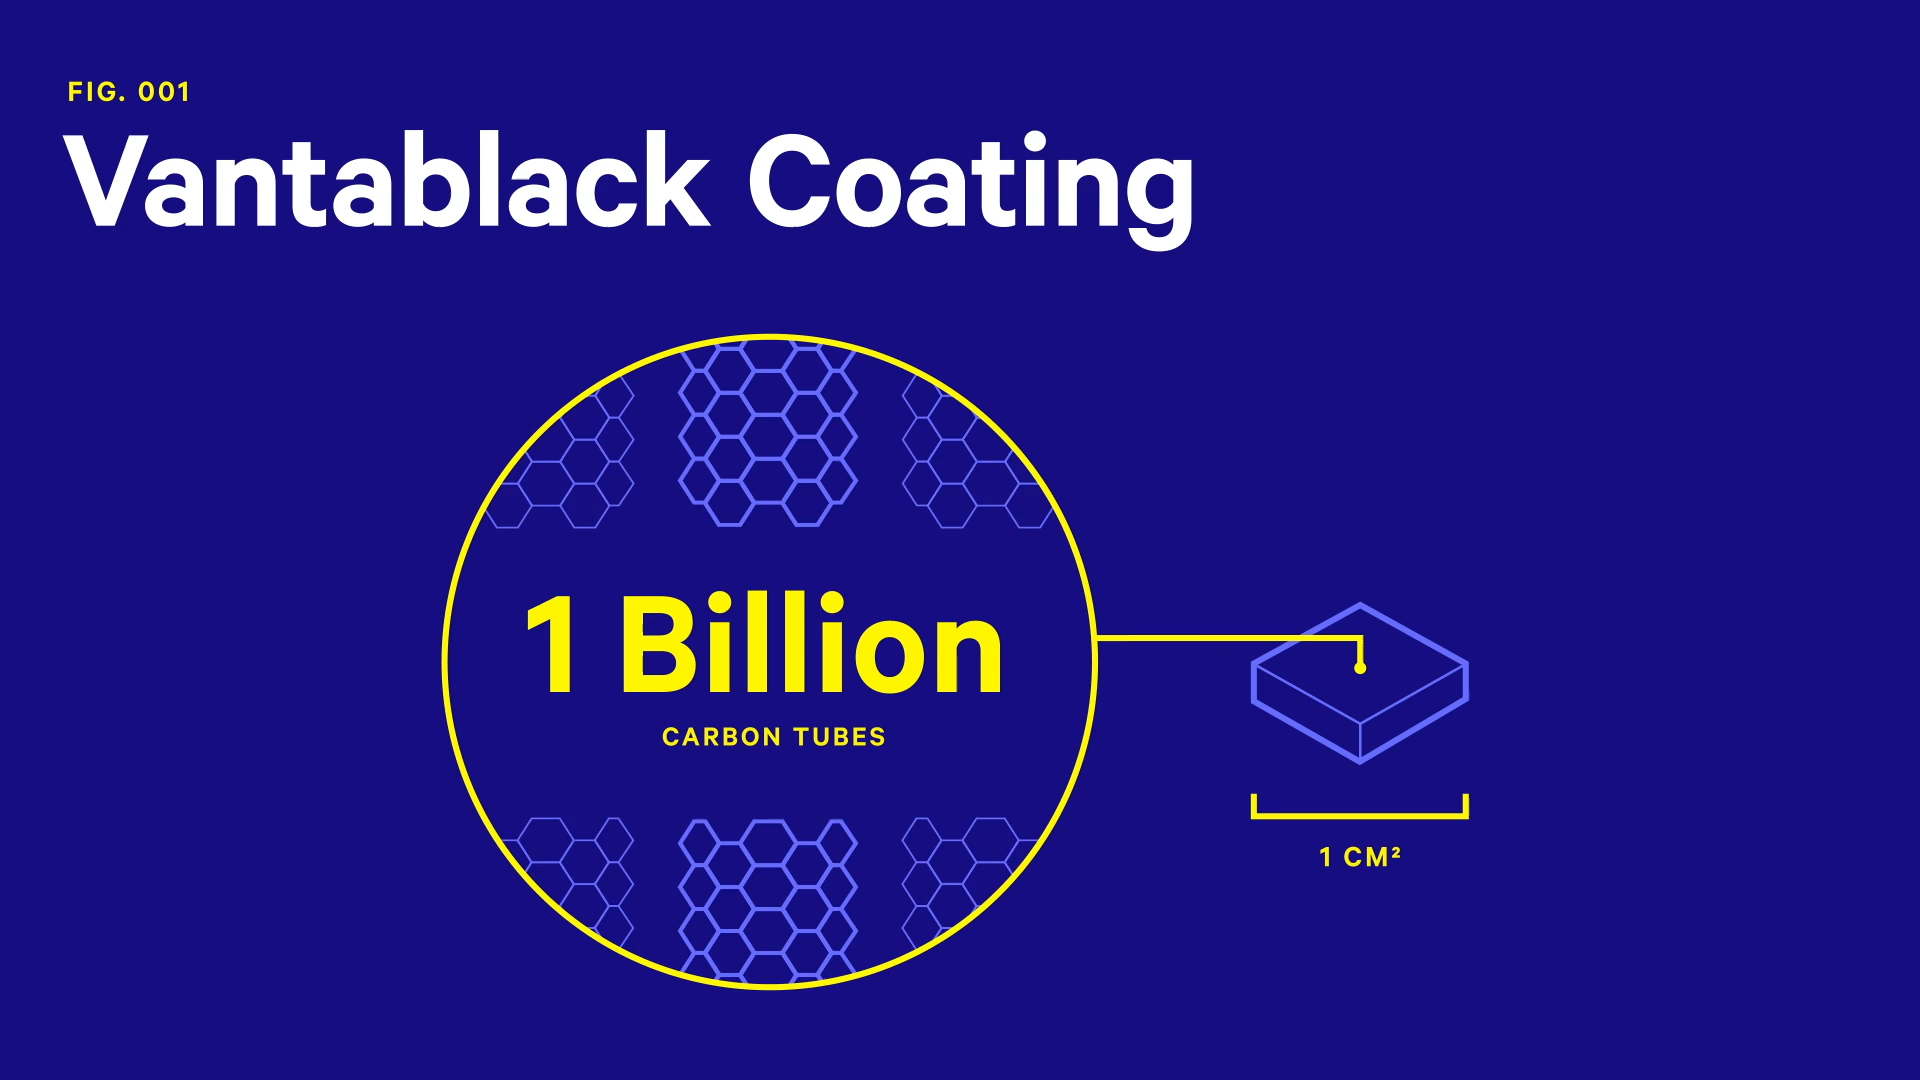 FIG. 001
Vantablack Coating
1 Billion
CARBON TUBES
1 CM²